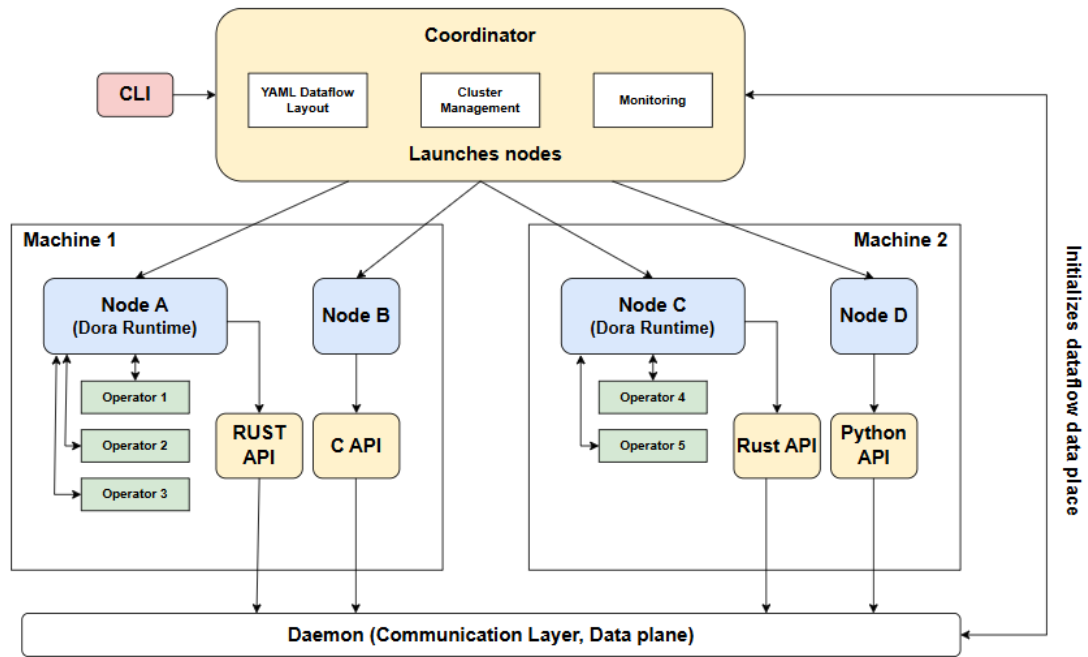 Coordinator
CLI
YAML Dataflow
Layout
Cluster
Management
Monitoring
Launches nodes
Machine 1
Node A
(Dora Runtime)
Node B
Operator 1
Operator 2
Operator 3
RUST
API
C API
Machine 2
Node C
(Dora Runtime)
Node D
Operator 4
Operator 5
Rust API
Python
API
Initializes dataflow data place
Daemon (Communication Layer, Data plane)